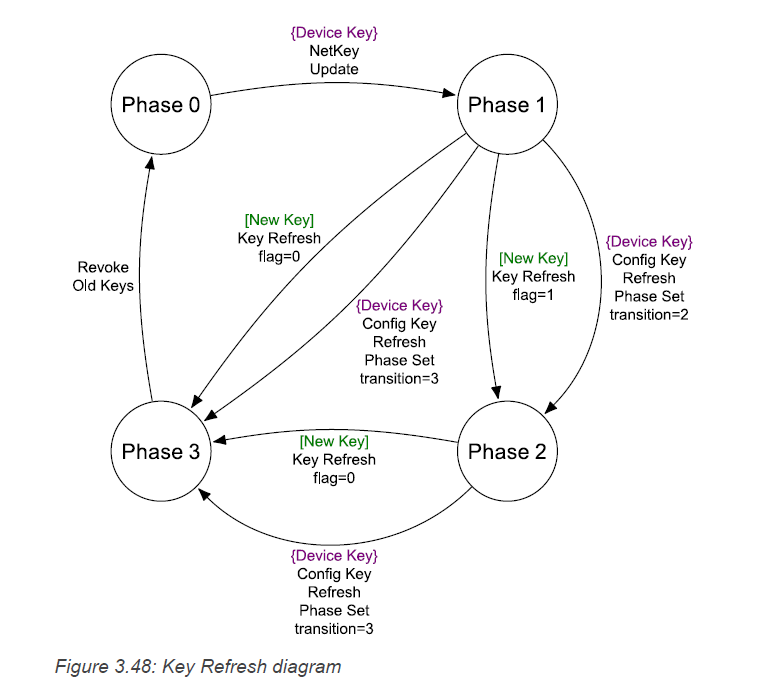 {Device Key}
NetKey
Update
Phase 0
Phase 1
[New Key]
Key Refresh
flag=0
{Device Key}
Config Key
Refresh
Phase Set
transition=2
[New Key]
Key Refresh
flag=1
Revoke
Old Keys
{Device Key}
Config Key
Refresh
Phase Set
transition=3
Phase 3
[New Key]
Key Refresh
flag=0
Phase 2
{Device Key}
Config Key
Refresh
Phase Set
transition=3
Figure 3.48: Key Refresh diagram